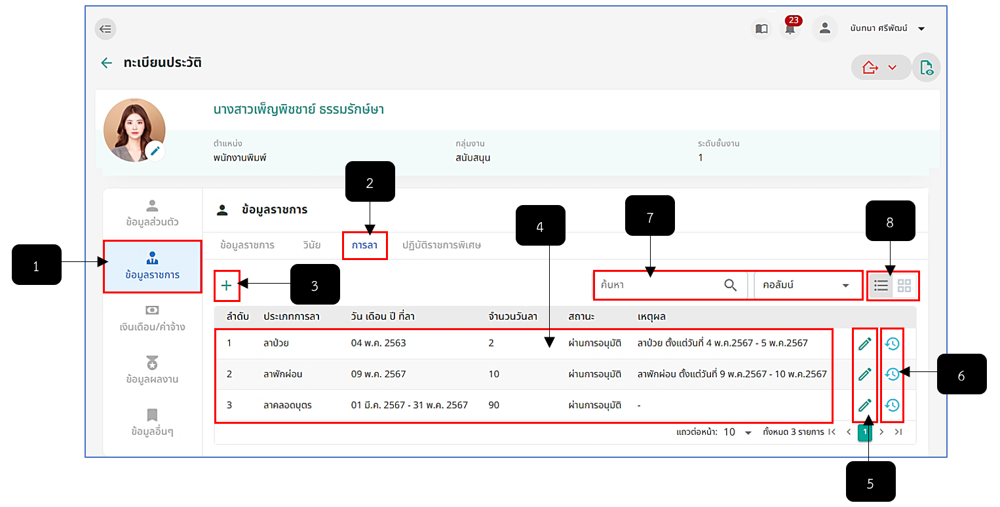 23
นันทนา ศรีพัฒน์
ทะเบียนประวัติ
นางสาวเพ็ญพิชชาย์ ธรรมรักษ์ษา
ตำแหน่ง กลุ่มงาน ระดับชั้นงาน
พนักงานพิมพ์ สนับสนุน 1
2
ข้อมูลส่วนตัว
ข้อมูลราชการ
7
8
4
ข้อมูลราชการ วินัย การลา ปฏิบัติราชการพิเศษ
1
ข้อมูลราชการ
3
ค้นหา คอลัมน์
ลำดับ ประเภทการลา วัน เดือน ปี ที่ลา จำนวนวันลา สถานะ เหตุผล
เงินเดือน/ค่าจ้าง
1 ลาป่วย 04 พ.ค. 2563 2 ผ่านการอนุมัติ ลาป่วย ตั้งแต่วันที่ 4 พ.ค.2567 - 5 พ.ค.2567
2 ลาพักผ่อน 09 พ.ค. 2567 10 ผ่านการอนุมัติ ลาพักผ่อน ตั้งแต่วันที่ 9 พ.ค.2567 - 10 พ.ค.2567
6
ข้อมูลผลงาน
3 ลาคลอดบุตร 01 มี.ค. 2567 - 31 พ.ค. 2567 90 ผ่านการอนุมัติ -
ข้อมูลอื่นๆ
แถวต่อหน้า: 10 ทั้งหมด 3 รายการ 1
5